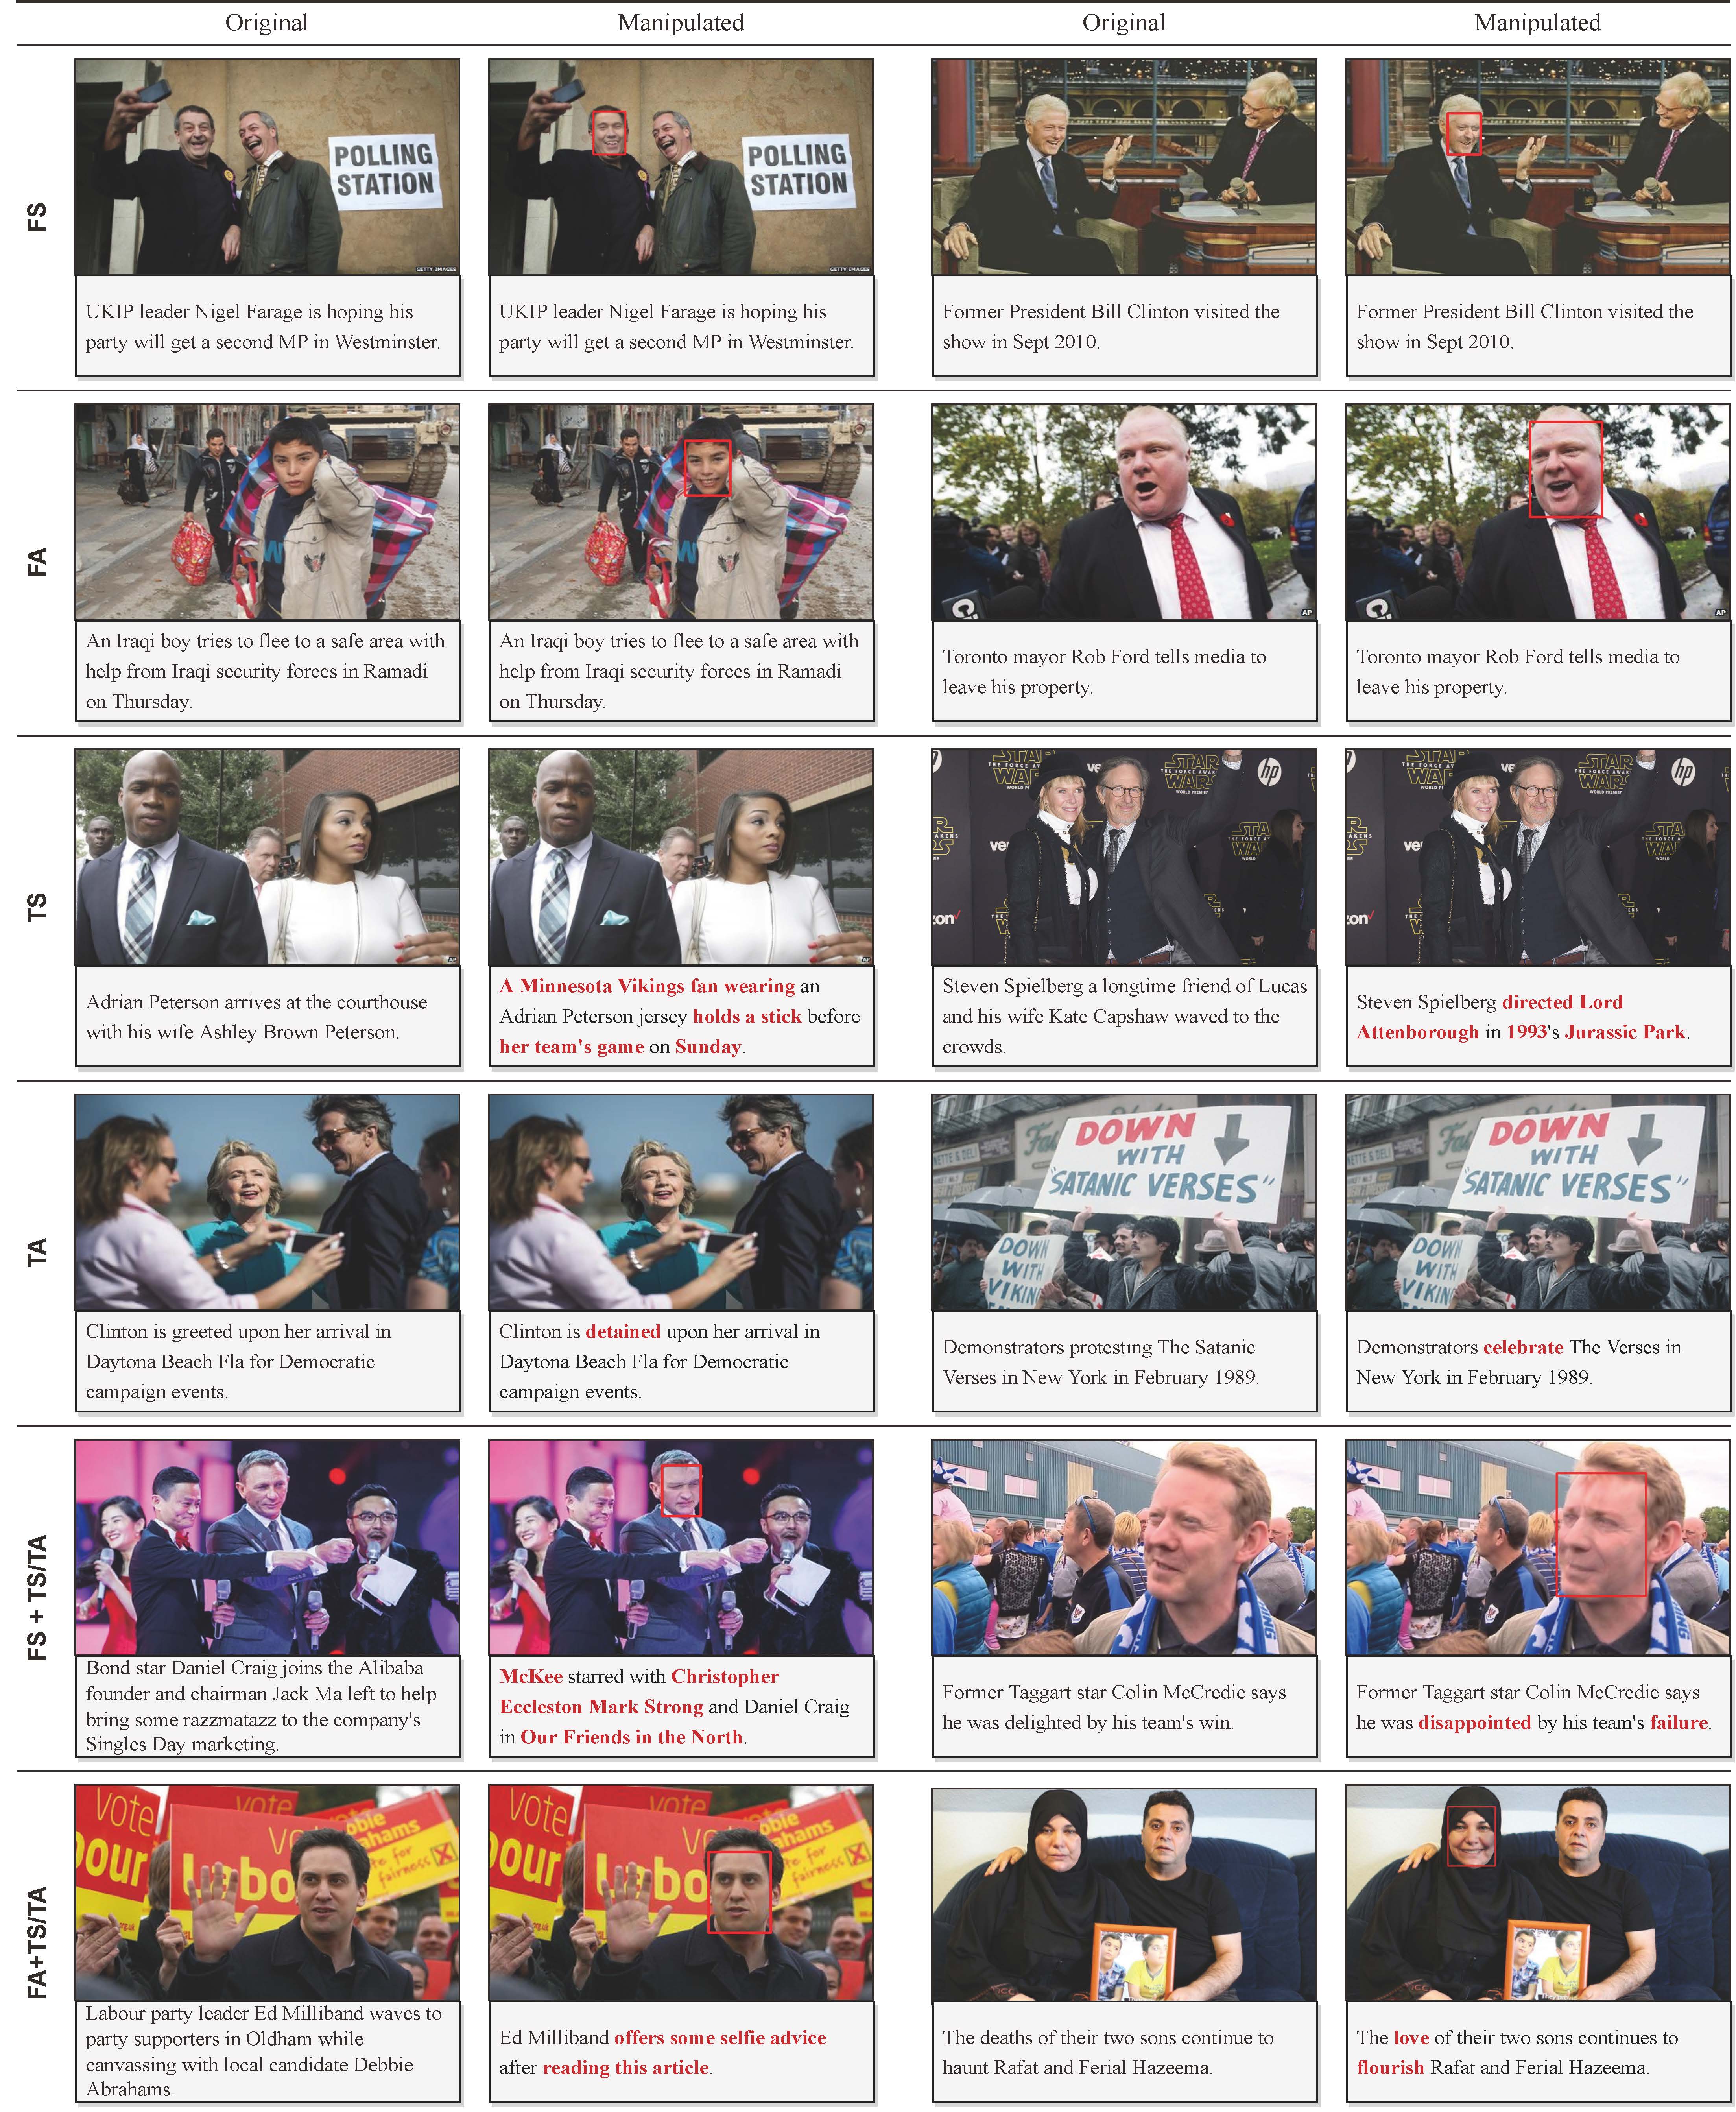 Original
Manipulated
Original
Manipulated
FS
POLLING
STATION
GETTY IMAGES
POLLING
STATION
GETTY IMAGES
UKIP leader Nigel Farage is hoping his
party will get a second MP in Westminster.
UKIP leader Nigel Farage is hoping his
party will get a second MP in Westminster.
Former President Bill Clinton visited the
show in Sept 2010.
Former President Bill Clinton visited the
show in Sept 2010.
FA
AP
AP
An Iraqi boy tries to flee to a safe area with
help from Iraqi security forces in Ramadi
on Thursday.
An Iraqi boy tries to flee to a safe area with
help from Iraqi security forces in Ramadi
on Thursday.
Toronto mayor Rob Ford tells media to
leave his property.
Toronto mayor Rob Ford tells media to
leave his property.
TS
AP
AP
STAR
WARS
hp
STAR
WARS
hp
Adrian Peterson arrives at the courthouse
with his wife Ashley Brown Peterson.
A Minnesota Vikings fan wearing an
Adrian Peterson jersey holds a stick before
her team's game on Sunday.
Steven Spielberg a longtime friend of Lucas
and his wife Kate Capshaw waved to the
crowds.
Steven Spielberg directed Lord
Attenborough in 1993's Jurassic Park.
TA
DOWN
WITH
"SATANIC VERSES"
DOWN
WITH
VIKIN
DOWN
WITH
"SATANIC VERSES"
DOWN
WITH
VIKIN
Clinton is greeted upon her arrival in
Daytona Beach Fla for Democratic
campaign events.
Clinton is detained upon her arrival in
Daytona Beach Fla for Democratic
campaign events.
Demonstrators protesting The Satanic
Verses in New York in February 1989.
Demonstrators celebrate The Verses in
New York in February 1989.
FS + TS/TA
Bond star Daniel Craig joins the Alibaba
founder and chairman Jack Ma left to help
bring some razzmatazz to the company's
Singles Day marketing.
McKee starred with Christopher
Eccleston Mark Strong and Daniel Craig
in Our Friends in the North.
Former Taggart star Colin McCredie says
he was delighted by his team's win.
Former Taggart star Colin McCredie says
he was disappointed by his team's failure.
FA+TS/TA
vote
our
vote
Labo
obbie
ahams
for
fairness
vote
our
vote
bo
obbie
ahams
for
fairness
Labour party leader Ed Milliband waves to
party supporters in Oldham while
canvassing with local candidate Debbie
Abrahams.
Ed Milliband offers some selfie advice
after reading this article.
The deaths of their two sons continue to
haunt Rafat and Ferial Hazeema.
The love of their two sons continues to
flourish Rafat and Ferial Hazeema.